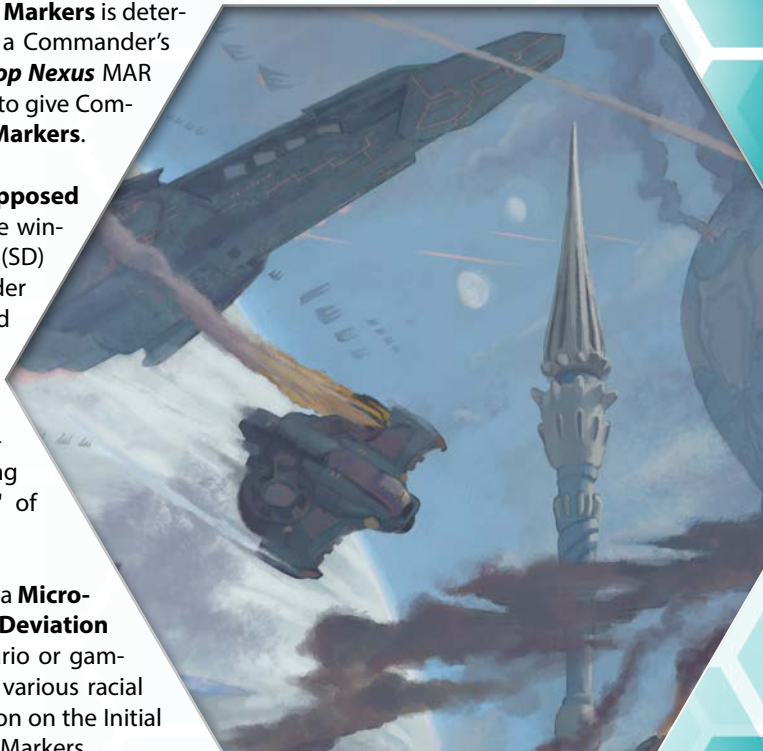 Markers is deter-
a Commander's
op Nexus MAR
to give Com-
Markers.
pposed
e win-
(SD)
der
d
ng
" of
a Micro-
Deviation
rio or gam-
various racial
on on the Initial
Markers